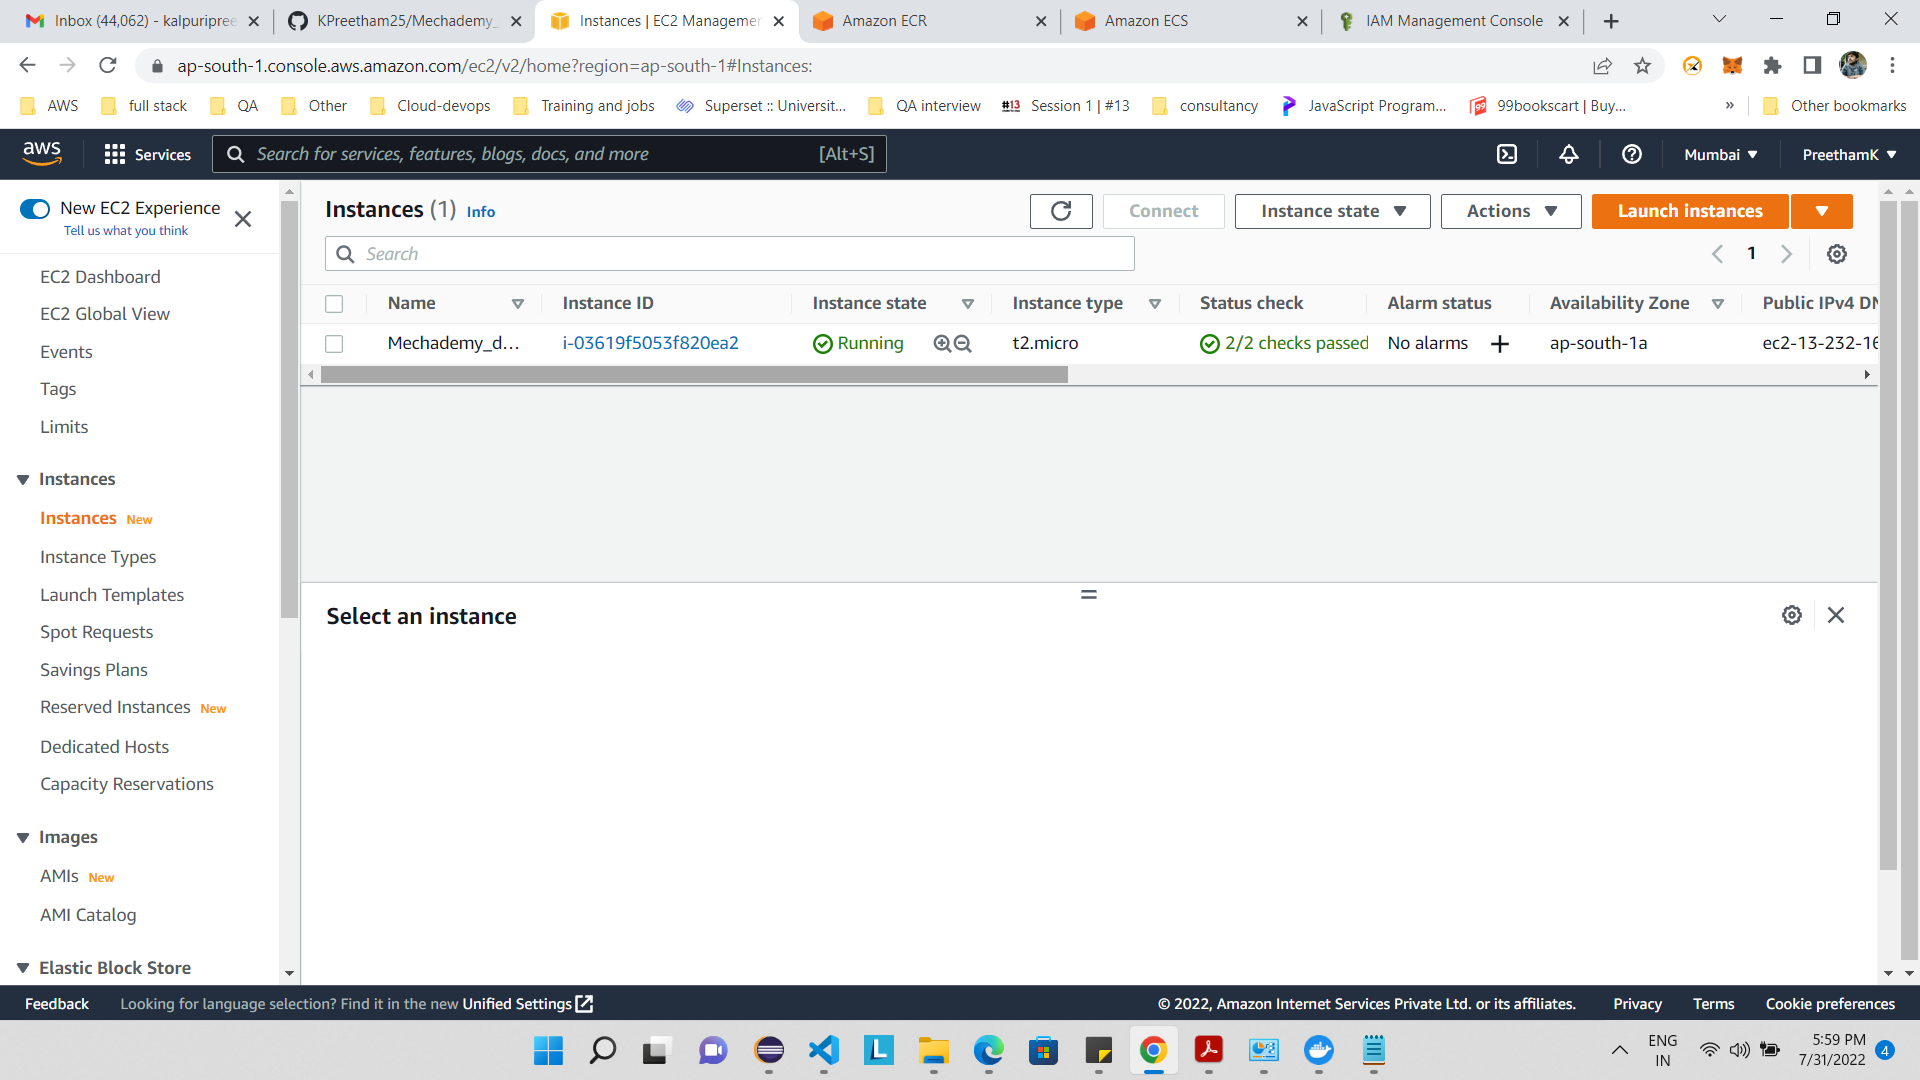 Inbox (44,062) - kalpuripree
KPreetham25/Mechademy_
Instances | EC2 Managemen
Amazon ECR
Amazon ECS
IAM Management Console
ap-south-1.console.aws.amazon.com/ec2/v2/home?region=ap-south-1#Instances:
AWS
full stack
QA
Other
Cloud-devops
Training and jobs
Superset :: Universit...
QA interview
#13 Session 1 | #13
consultancy
JavaScript Program...
99 99bookscart | Buy,...
»
Other bookmarks
aws
Services
Search for services, features, blogs, docs, and more [Alt+S]
Mumbai
PreethamK
New EC2 Experience
Tell us what you think
EC2 Dashboard
EC2 Global View
Events
Tags
Limits
Instances
Instances New
Instance Types
Launch Templates
Spot Requests
Savings Plans
Reserved Instances New
Dedicated Hosts
Capacity Reservations
Images
AMIs New
AMI Catalog
Elastic Block Store
Instances (1) Info
Connect
Instance state
Actions
Launch instances
Search
1
Name Instance ID Instance state Instance type Status check Alarm status Availability Zone Public IPv4 DN
Mechademy_d... i-03619f5053f820ea2 Running t2.micro 2/2 checks passed No alarms + ap-south-1a ec2-13-232-16
Select an instance
Feedback
Looking for language selection? Find it in the new Unified Settings
© 2022, Amazon Internet Services Private Ltd. or its affiliates.
Privacy
Terms
Cookie preferences
L
ENG
IN
5:59 PM
7/31/2022
4